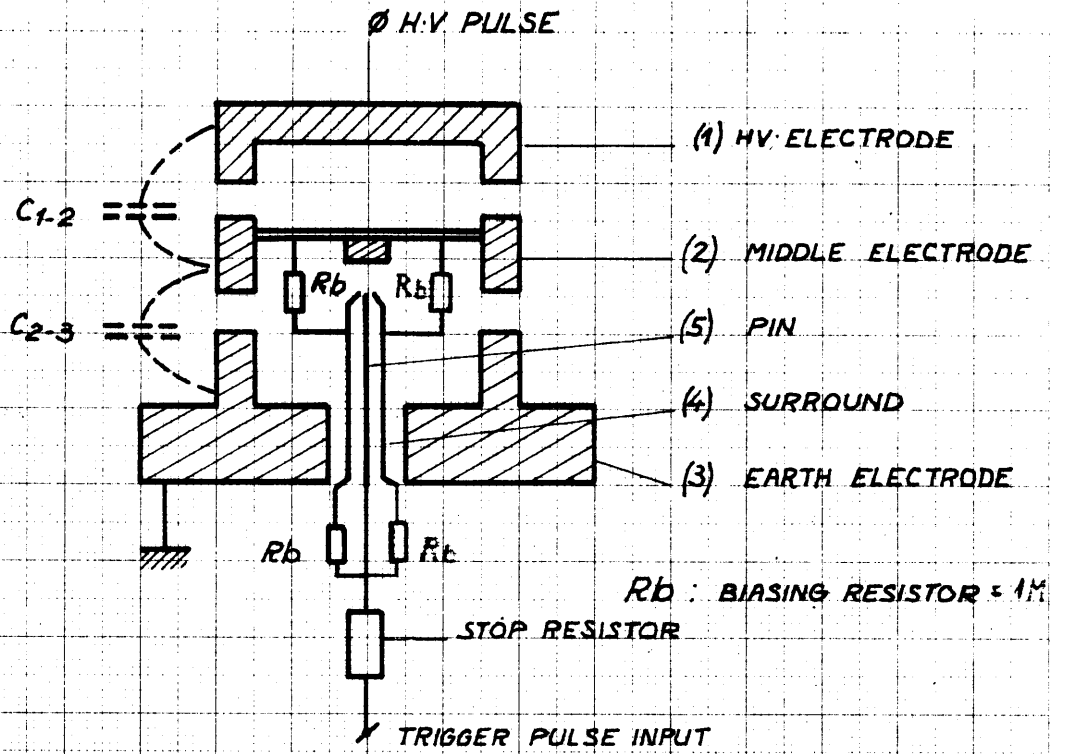 Ø H.V PULSE
(1) HV. ELECTRODE
C1-2
(2) MIDDLE ELECTRODE
Rb Rb
C2-3
(5) PIN
(4) SURROUND
(3) EARTH ELECTRODE
Rb Rb
Rb : BIASING RESISTOR = 1M
STOP RESISTOR
TRIGGER PULSE INPUT